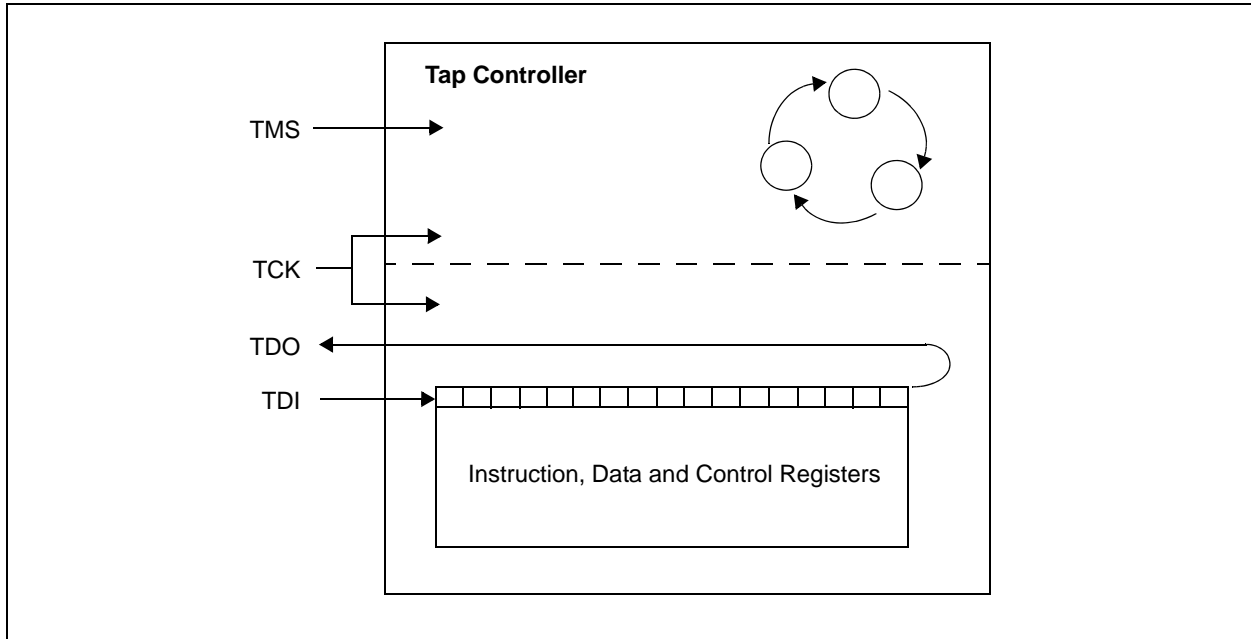 Tap Controller
TMS
TCK
TDO
TDI
Instruction, Data and Control Registers